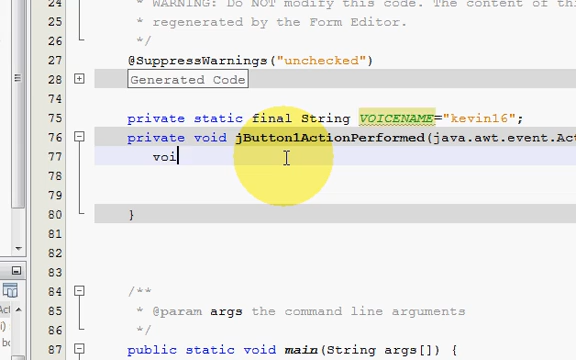 24 * WARNING: Do NOT modify this code. The content of thi
25 * regenerated by the Form Editor.
26 */
27 @SuppressWarnings("unchecked")
28 Generated Code
74
75 private static final String VOICENAME="kevin16";
76 private void jButton1ActionPerformed(java.awt.event.Act
77 voi
78
79
80 }
81
82
83
84 /**
85 * @param args the command line arguments
86 */
87 public static void main(String args[]) {